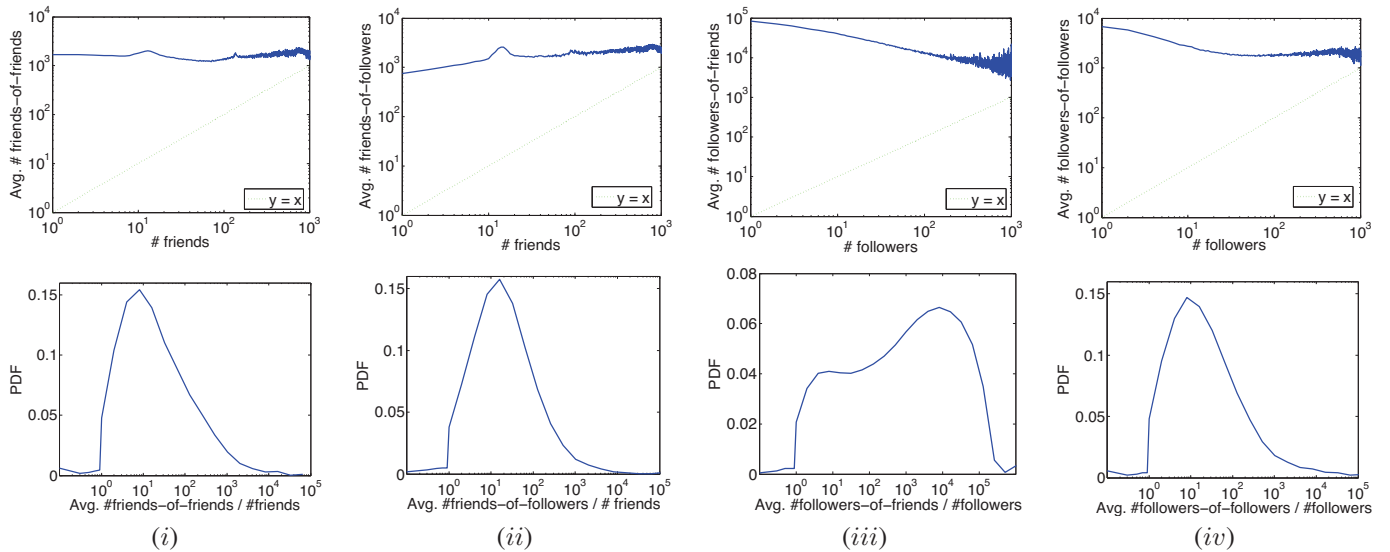 Avg. # friends-of-friends
10^4
10^3
10^2
10^1
10^0
10^0 10^1 10^2 10^3
# friends
y = x
Avg. # friends-of-followers
10^4
10^3
10^2
10^1
10^0
10^0 10^1 10^2 10^3
# friends
y = x
Avg. # followers-of-friends
10^5
10^4
10^3
10^2
10^1
10^0
10^0 10^1 10^2 10^3
# followers
y = x
Avg. # followers-of-followers
10^4
10^3
10^2
10^1
10^0
10^0 10^1 10^2 10^3
# followers
y = x
PDF
0.15
0.1
0.05
0
10^0 10^1 10^2 10^3 10^4 10^5
Avg. #friends-of-friends / #friends
(i)
PDF
0.15
0.1
0.05
0
10^0 10^1 10^2 10^3 10^4 10^5
Avg. #friends-of-followers / # friends
(ii)
PDF
0.08
0.06
0.04
0.02
0
10^0 10^1 10^2 10^3 10^4 10^5
Avg. #followers-of-friends / #followers
(iii)
PDF
0.15
0.1
0.05
0
10^0 10^1 10^2 10^3 10^4 10^5
Avg. #followers-of-followers / #followers
(iv)